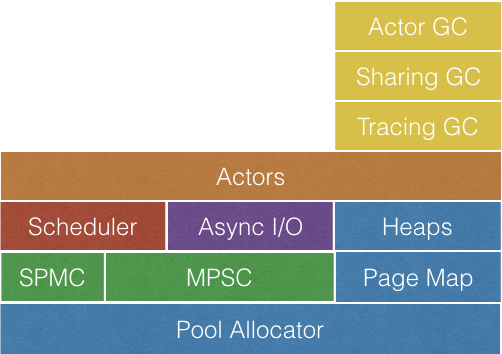 Actor GC
Sharing GC
Tracing GC
Actors
Scheduler
Async I/O
Heaps
SPMC
MPSC
Page Map
Pool Allocator